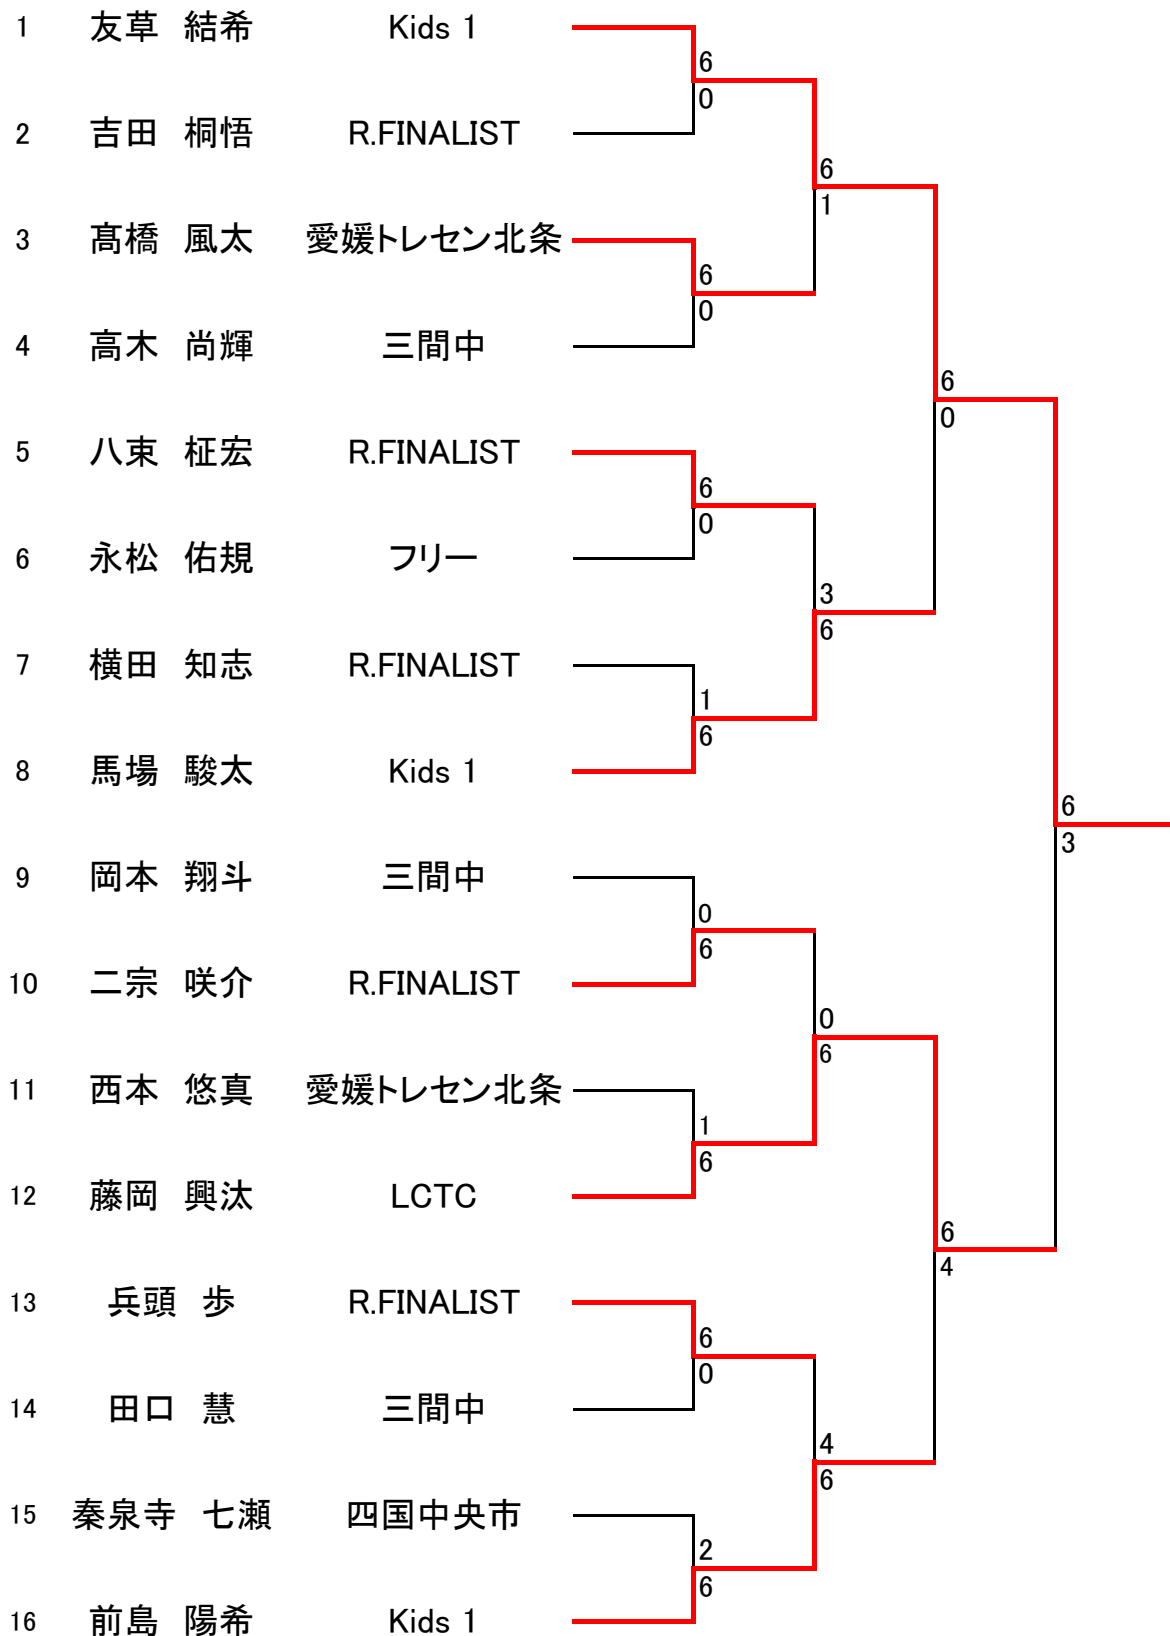 1 友草 結希 Kids 1
6
0
2 吉田 桐悟 R.FINALIST
6
1
3 髙橋 風太 愛媛トレセン北条
6
0
4 高木 尚輝 三間中
6
0
5 八束 柾宏 R.FINALIST
6
0
6 永松 佑規 フリー
3
6
7 横田 知志 R.FINALIST
1
6
8 馬場 駿太 Kids 1
6
3
9 岡本 翔斗 三間中
0
6
10 二宗 咲介 R.FINALIST
0
6
11 西本 悠真 愛媛トレセン北条
1
6
12 藤岡 興汰 LCTC
6
4
13 兵頭 歩 R.FINALIST
6
0
14 田口 慧 三間中
4
6
15 秦泉寺 七瀬 四国中央市
2
6
16 前島 陽希 Kids 1